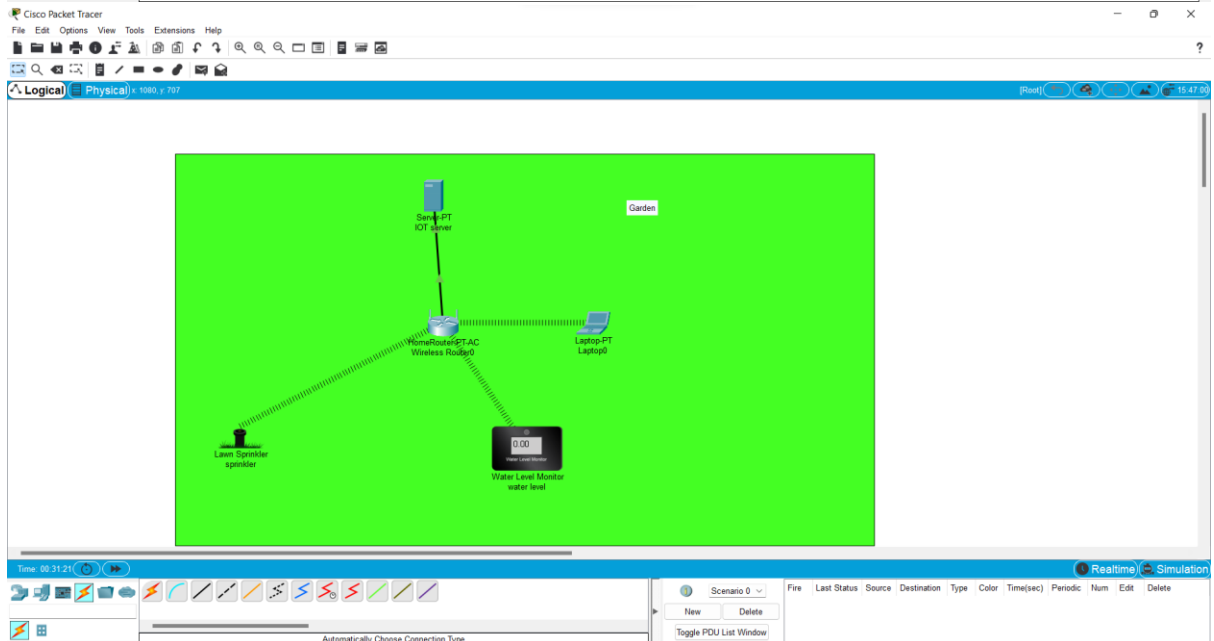 Cisco Packet Tracer
File Edit Options View Tools Extensions Help
?
Logical Physical x: 1080, y: 707 [Root] 15:47:00
Garden
Server-PT
IOT server
HomeRouter-PT-AC
Wireless Router0
Laptop-PT
Laptop0
Lawn Sprinkler
sprinkler
0.00
Water Level Monitor
Water Level Monitor
water level
Time: 00:31:21 Realtime Simulation
Scenario 0 Fire Last Status Source Destination Type Color Time(sec) Periodic Num Edit Delete
New Delete
Toggle PDU List Window
Automatically Choose Connection Type